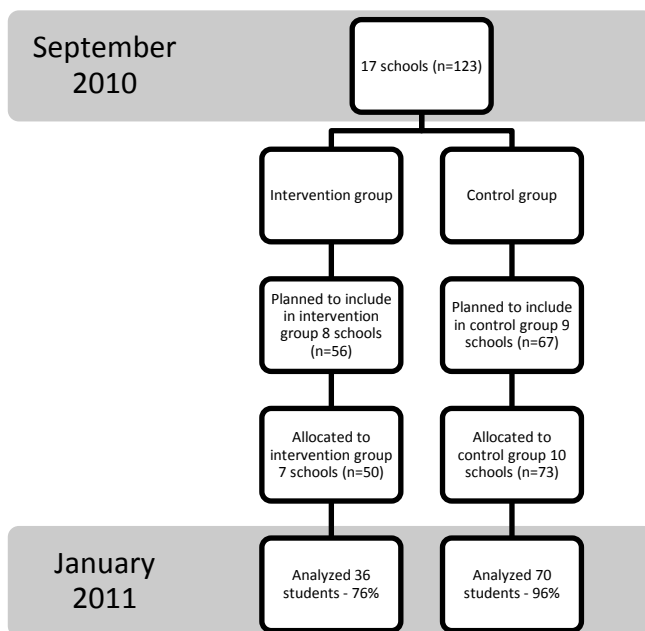 September
2010
17 schools (n=123)
Intervention group
Control group
Planned to include
in intervention
group 8 schools
(n=56)
Planned to include
in control group 9
schools (n=67)
Allocated to
intervention group
7 schools (n=50)
Allocated to
control group 10
schools (n=73)
January
2011
Analyzed 36
students - 76%
Analyzed 70
students - 96%